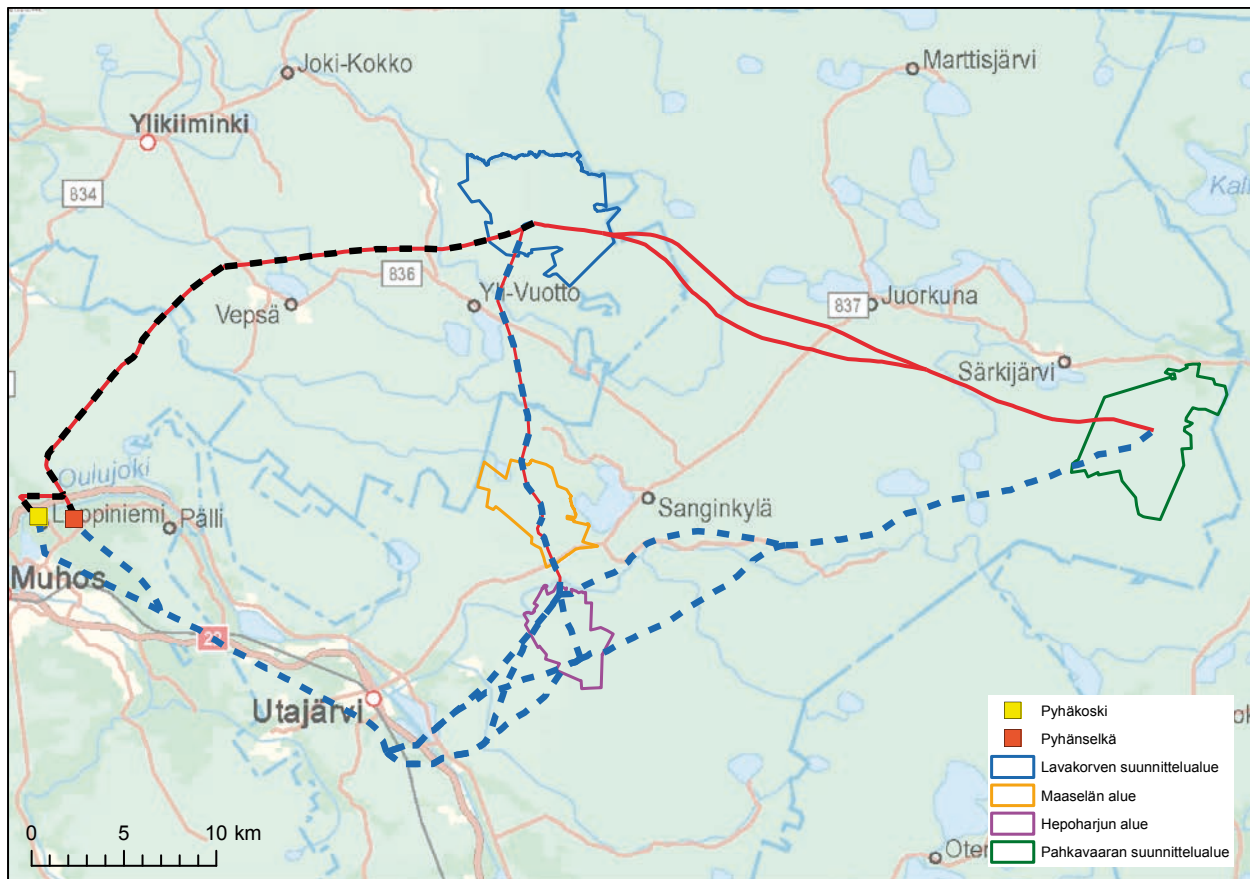 Joki-Kokko
Marttisjärvi
Ylikiiminki
834
836
Vepsä
Yli-Vuotto
837
Juorkuna
Särkijärvi
Oulujoki
Leppiniemi
Pälli
Sanginkylä
Muhos
Utajärvi
0 5 10 km
Pyhäkoski
Pyhänselkä
Lavakorven suunnittelualue
Maaselän alue
Hepoharjun alue
Pahkavaaran suunnittelualue